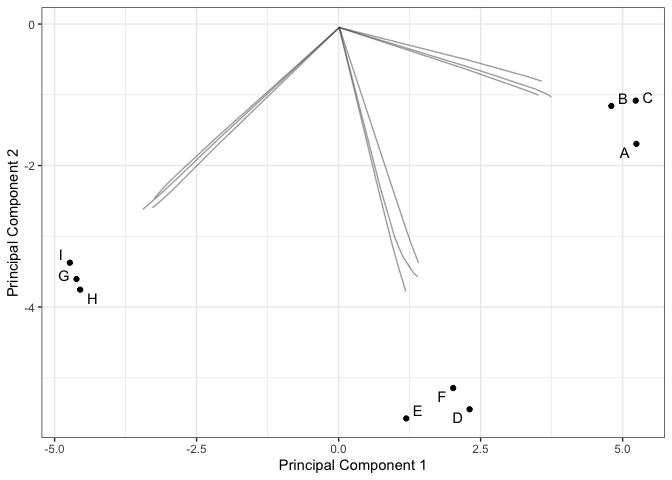 0
B C
A
-2
I
G
H
-4
F
E D
-5.0 -2.5 0.0 2.5 5.0
Principal Component 1
Principal Component 2